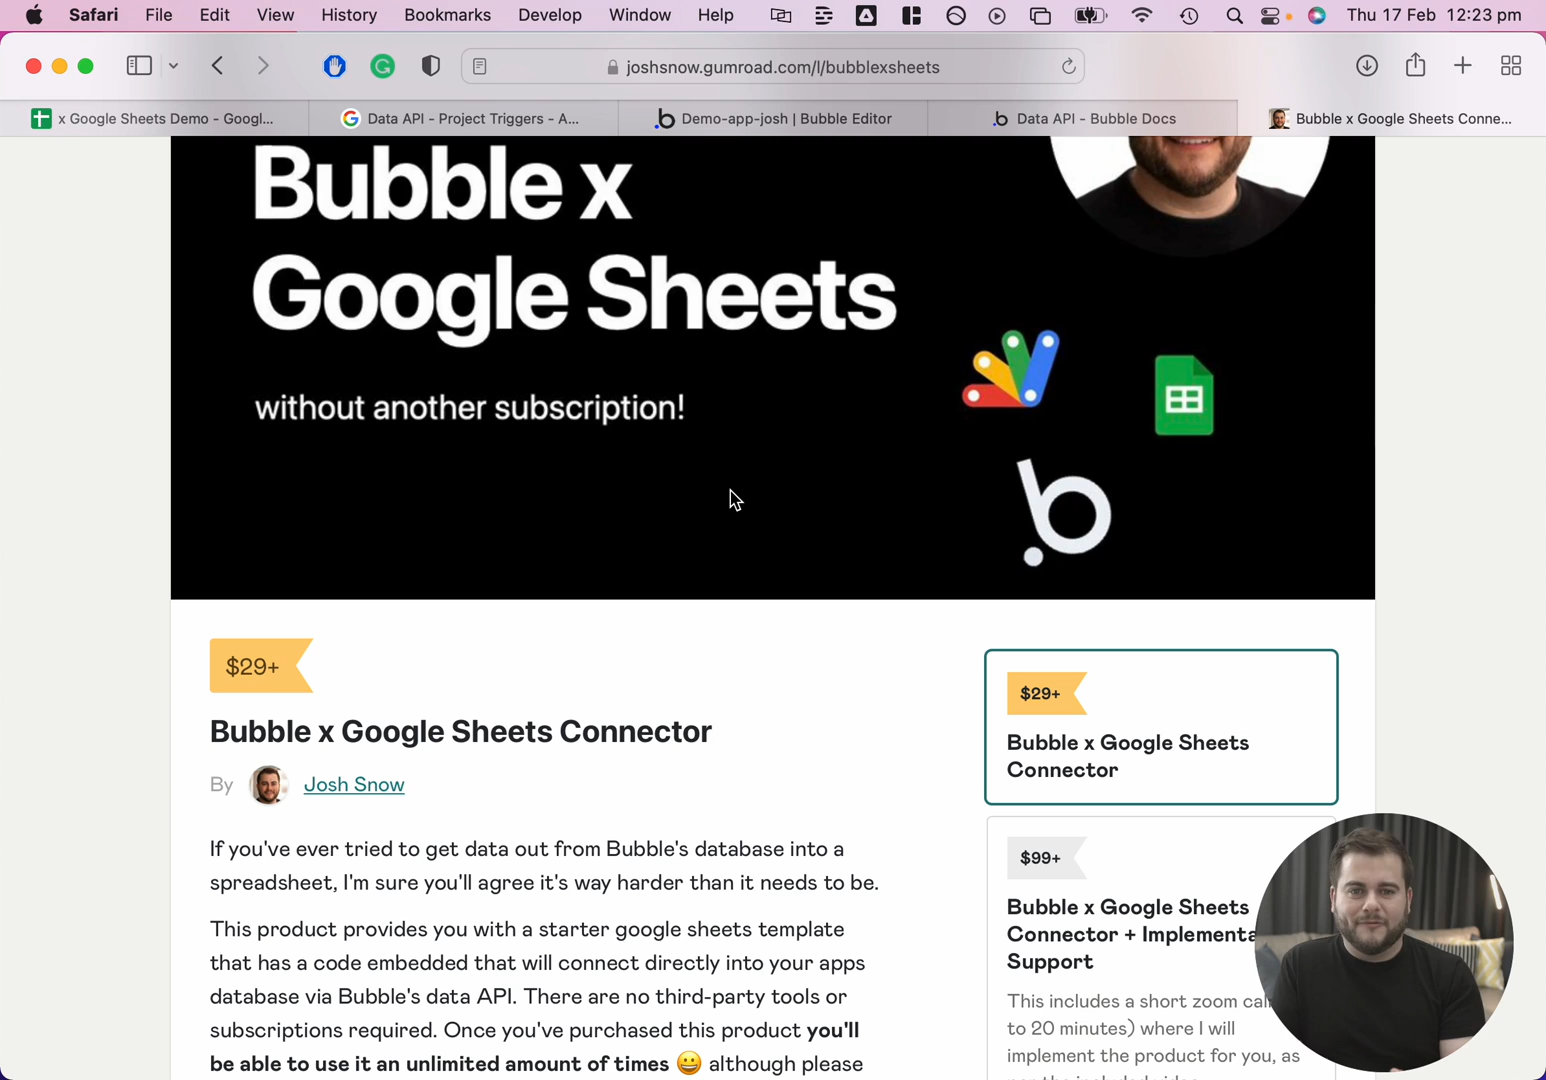 Safari File Edit View History Bookmarks Develop Window Help Thu 17 Feb 12:23 pm
joshsnow.gumroad.com/l/bubblexsheets
x Google Sheets Demo - Googl...
Data API - Project Triggers - A...
Demo-app-josh | Bubble Editor
Data API - Bubble Docs
Bubble x Google Sheets Conne...
Bubble x
Google Sheets
without another subscription!
$29+
Bubble x Google Sheets Connector
By Josh Snow
If you've ever tried to get data out from Bubble's database into a
spreadsheet, I'm sure you'll agree it's way harder than it needs to be.
This product provides you with a starter google sheets template
that has a code embedded that will connect directly into your apps
database via Bubble's data API. There are no third-party tools or
subscriptions required. Once you've purchased this product you'll
be able to use it an unlimited amount of times 😀 although please
$29+
Bubble x Google Sheets
Connector
$99+
Bubble x Google Sheets
Connector + Implementa
Support
This includes a short zoom cal
to 20 minutes) where I will
implement the product for you, as